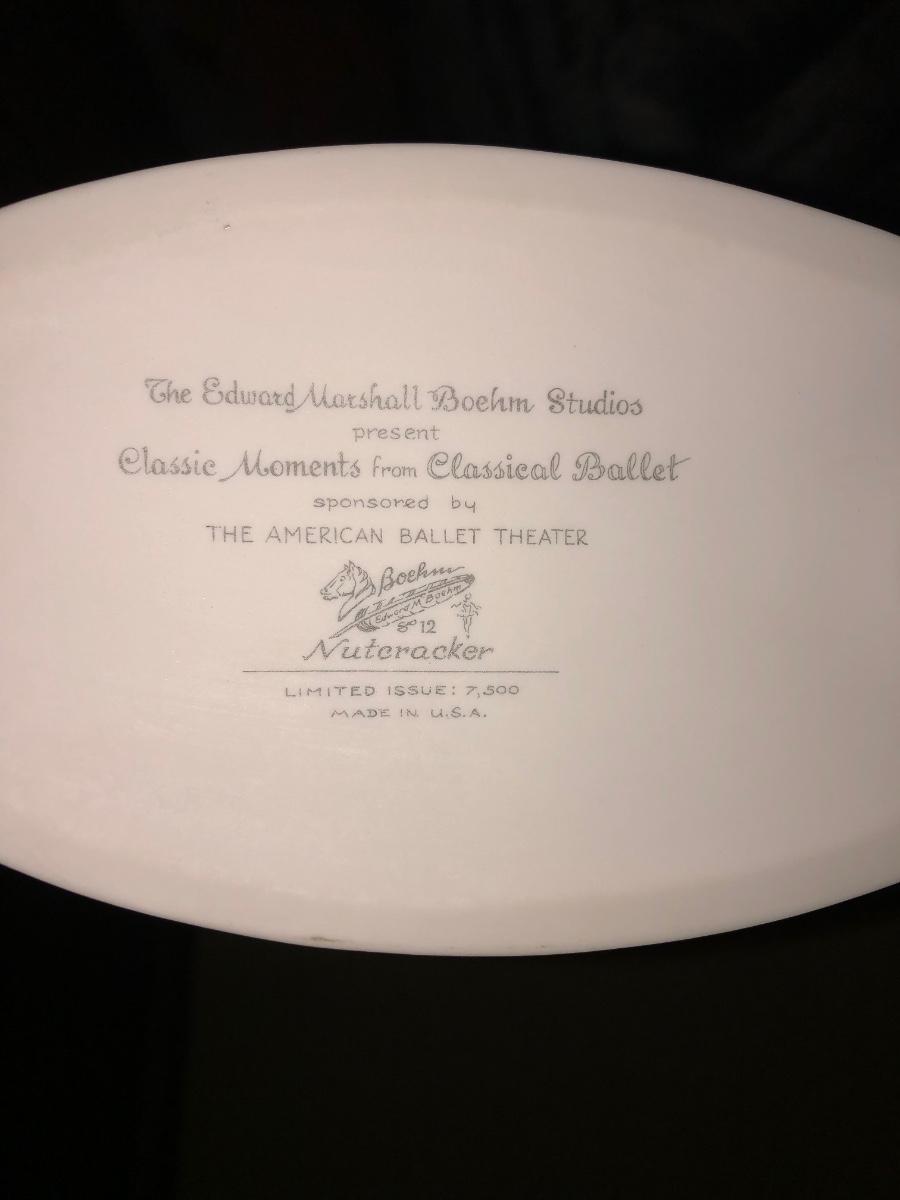 The Edward Marshall Boehm Studios
present
Classic Moments from Classical Ballet
sponsored by
THE AMERICAN BALLET THEATER
Boehm
Edward M Boehm
12
Nutcracker
LIMITED ISSUE: 7,500
MADE IN U.S.A.